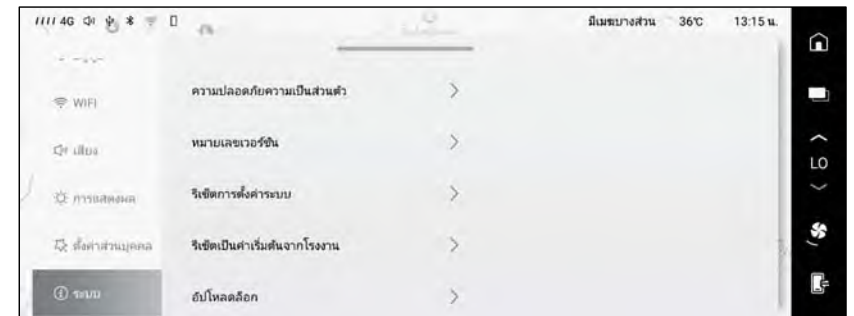 4G มีเมฆบางส่วน 36°C 13:15 น.
ความปลอดภัยความเป็นส่วนตัว
WIFI
หมายเลขเวอร์ชัน
เสียง
LO
รีเซ็ตการตั้งค่าระบบ
การแสดงผล
รีเซ็ตเป็นค่าเริ่มต้นจากโรงงาน
ตั้งค่าส่วนบุคคล
อัปโหลดล็อก
ระบบ